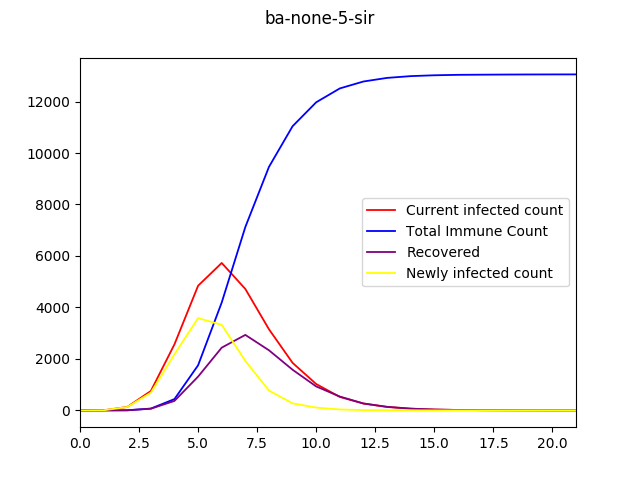 ba-none-5-sir
12000
10000
8000
6000
4000
2000
0
Current infected count
Total Immune Count
Recovered
Newly infected count
0.0 2.5 5.0 7.5 10.0 12.5 15.0 17.5 20.0